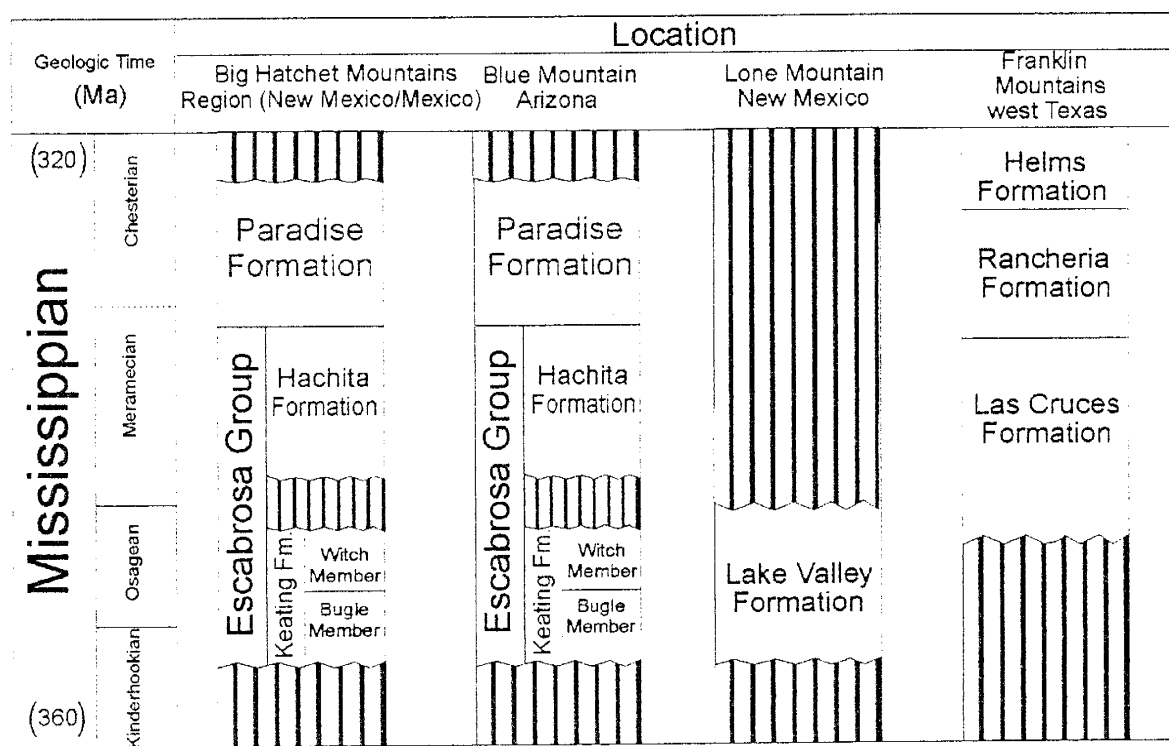 Location
Geologic Time
(Ma)
Big Hatchet Mountains
Region (New Mexico/Mexico)
Blue Mountain
Arizona
Lone Mountain
New Mexico
Franklin
Mountains
west Texas
(320)
(360)
Mississippian
Chesterian
Meramecian
Osagean
Kinderhookian
Paradise
Formation
Escabrosa Group
Hachita
Formation
Keating Fm.
Witch
Member
Bugle
Member
Paradise
Formation
Escabrosa Group
Hachita
Formation
Keating Fm.
Witch
Member
Bugle
Member
Lake Valley
Formation
Helms
Formation
Rancheria
Formation
Las Cruces
Formation